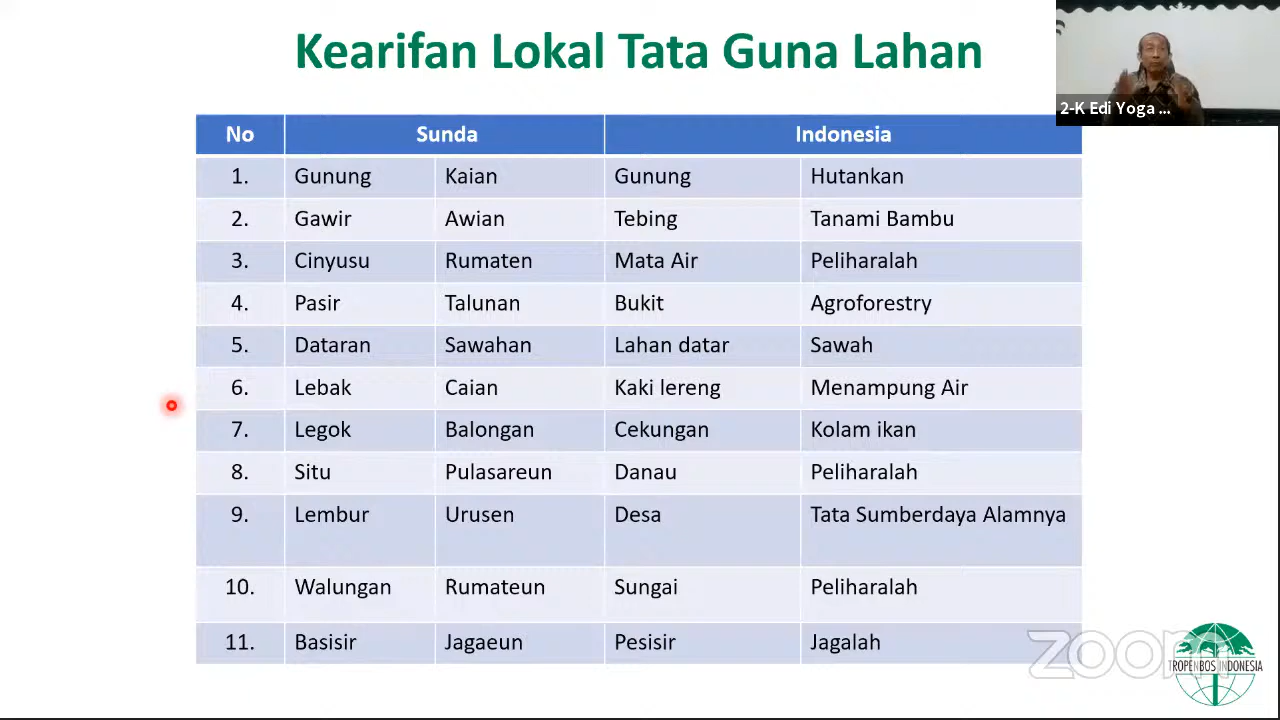 Kearifan Lokal Tata Guna Lahan
2-K Edi Yoga ...
No Sunda Indonesia
1. Gunung Kaian Gunung Hutankan
2. Gawir Awian Tebing Tanami Bambu
3. Cinyusu Rumaten Mata Air Peliharalah
4. Pasir Talunan Bukit Agroforestry
5. Dataran Sawahan Lahan datar Sawah
6. Lebak Caian Kaki lereng Menampung Air
7. Legok Balongan Cekungan Kolam ikan
8. Situ Pulasareun Danau Peliharalah
9. Lembur Urusen Desa Tata Sumberdaya Alamnya
10. Walungan Rumateun Sungai Peliharalah
11. Basisir Jagaeun Pesisir Jagalah
zoom
TROPENBOS INDONESIA